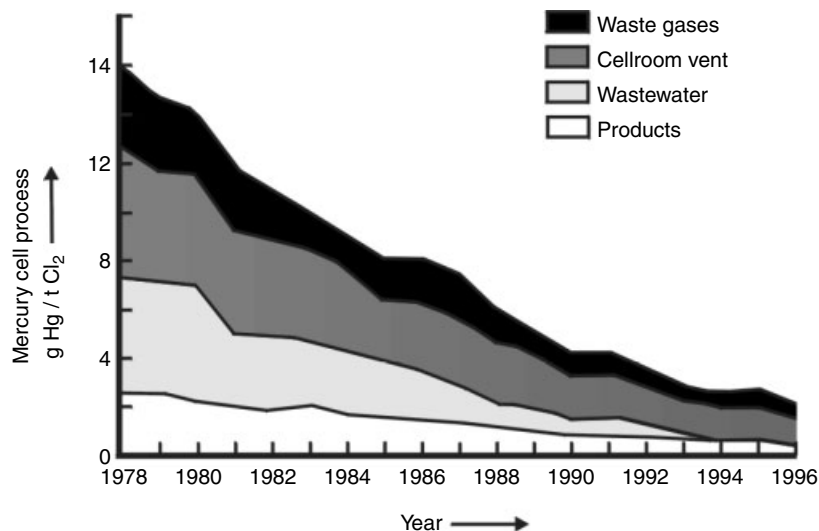 Waste gases
Cellroom vent
Wastewater
Products
Mercury cell process
g Hg / t Cl₂
14
12
8
4
0
1978 1980 1982 1984 1986 1988 1990 1992 1994 1996
Year